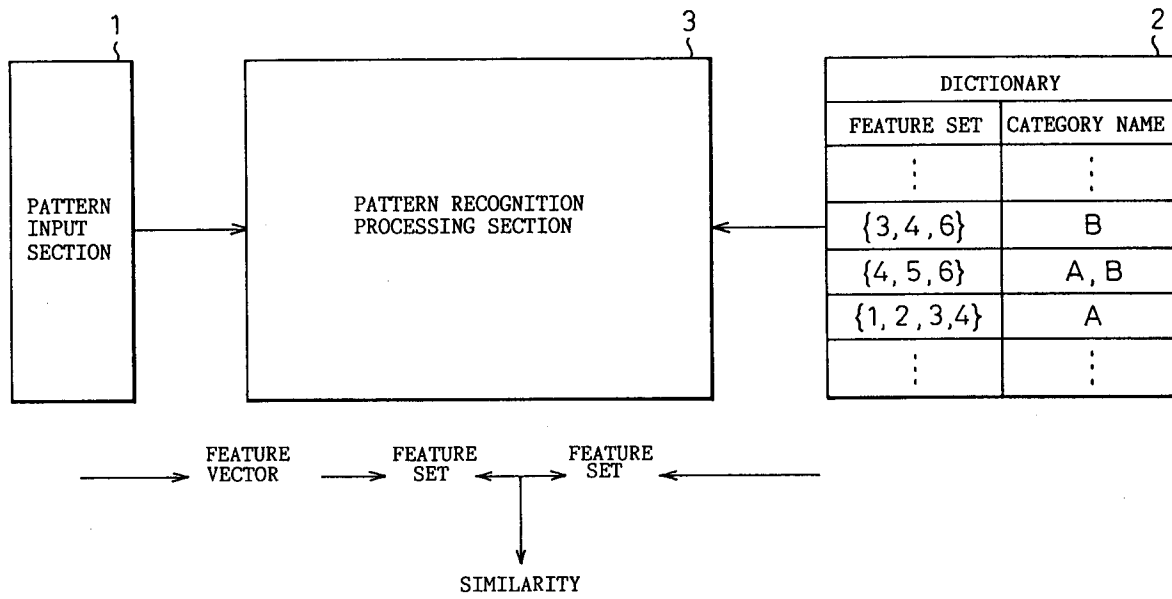 1
3
2
PATTERN
INPUT
SECTION
PATTERN RECOGNITION
PROCESSING SECTION
DICTIONARY
FEATURE SET CATEGORY NAME
{3,4,6} B
{4,5,6} A,B
{1,2,3,4} A
FEATURE
VECTOR
FEATURE
SET
FEATURE
SET
SIMILARITY